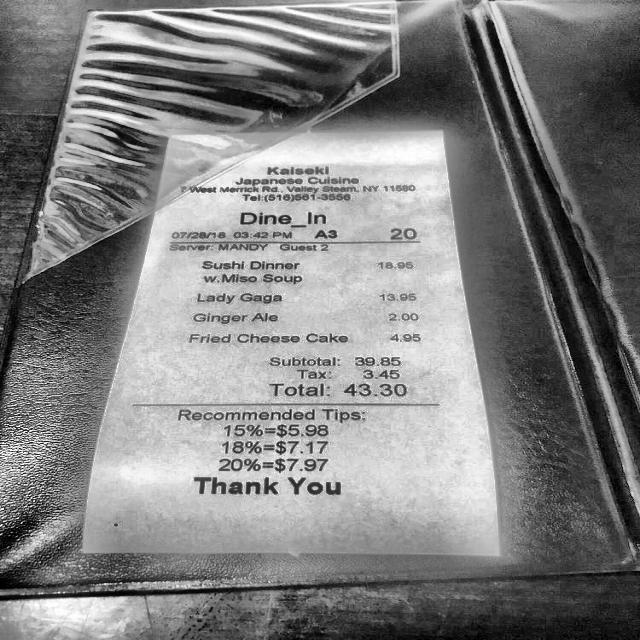 Kaiseki
Japanese Cuisine
7 West Merrick Rd., Valley Steam, NY 11580
Tel:(516)561-3556
Dine_In
07/28/18 03:42 PM A3 20
Server: MANDY Guest 2
Sushi Dinner 18.95
w.Miso Soup
Lady Gaga 13.95
Ginger Ale 2.00
Fried Cheese Cake 4.95
Subtotal: 39.85
Tax: 3.45
Total: 43.30
Recommended Tips:
15%=$5.98
18%=$7.17
20%=$7.97
Thank You